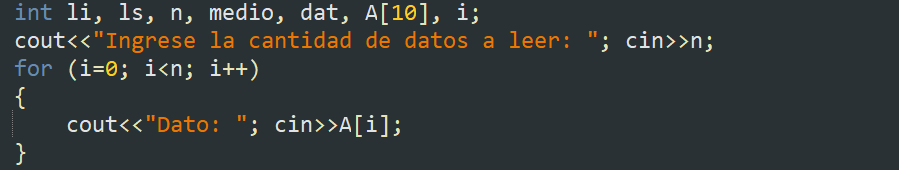 int li, ls, n, medio, dat, A[10], i;
cout<<"Ingrese la cantidad de datos a leer: "; cin>>n;
for (i=0; i<n; i++)
{
    cout<<"Dato: "; cin>>A[i];
}